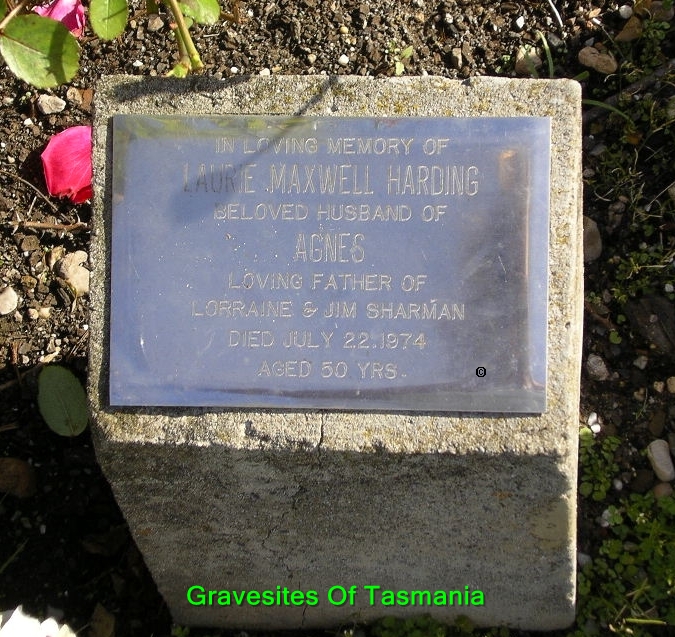 IN LOVING MEMORY OF
LAURIE MAXWELL HARDING
BELOVED HUSBAND OF
AGNES
LOVING FATHER OF
LORRAINE & JIM SHARMAN
DIED JULY 22.1974
AGED 50 YRS.
©
Gravesites Of Tasmania